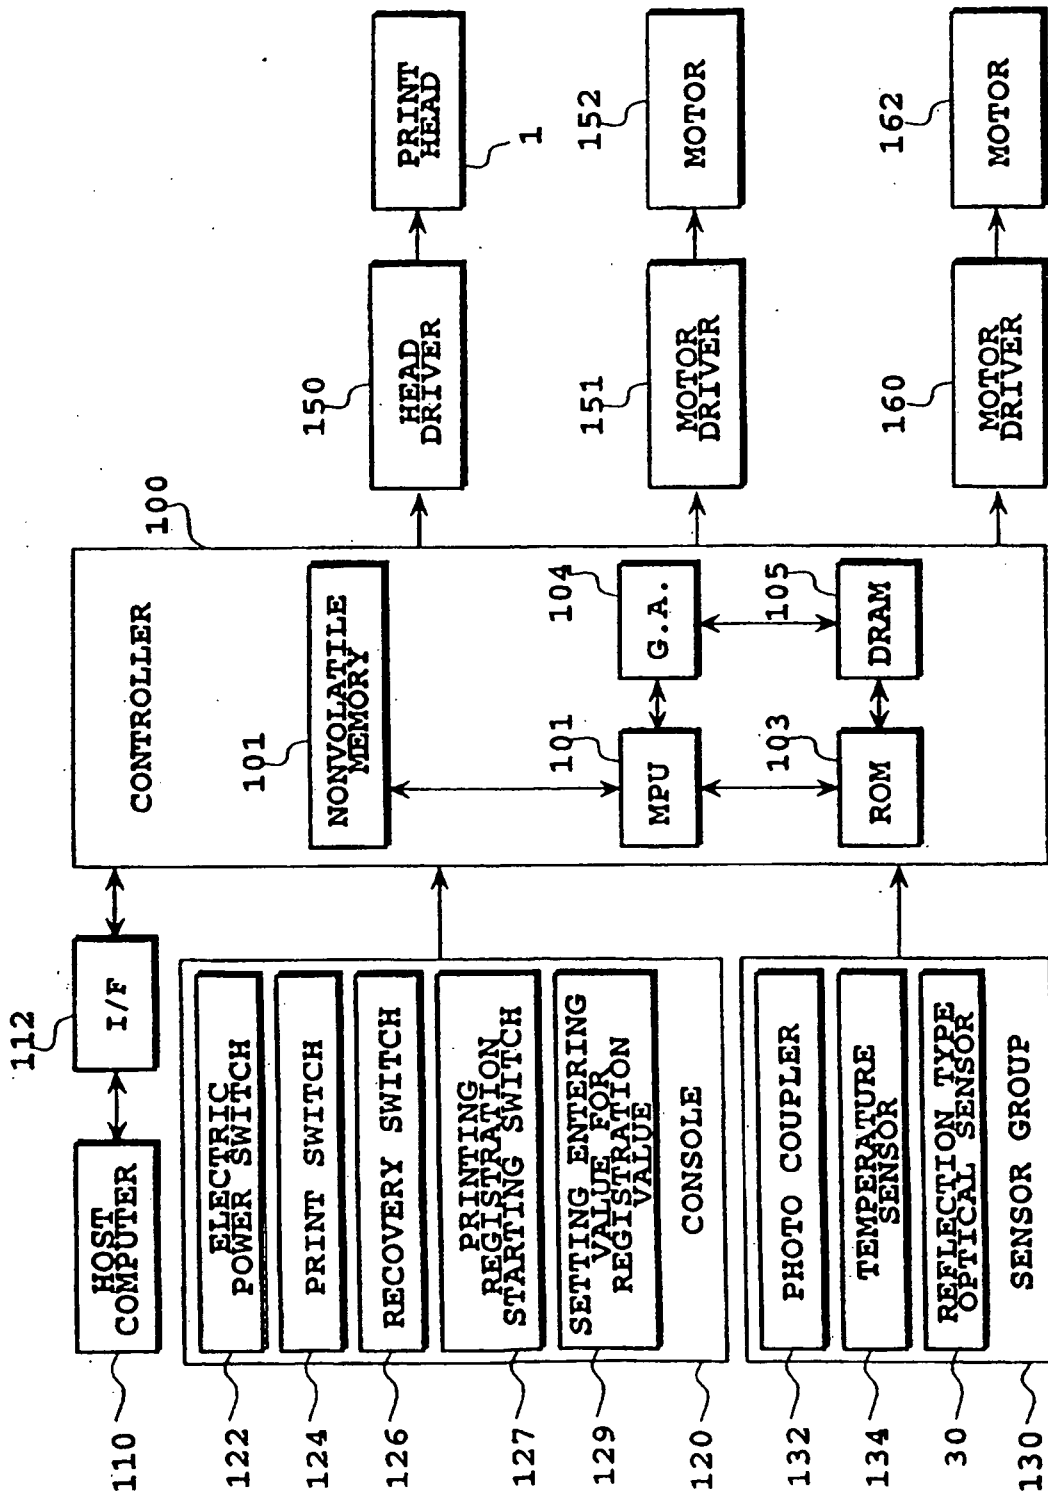 110
HOST
COMPUTER
112
I/F
122
ELECTRIC
POWER SWITCH
124
PRINT SWITCH
126
RECOVERY SWITCH
127
PRINTING
REGISTRATION
STARTING SWITCH
129
SETTING ENTERING
VALUE FOR
REGISTRATION
VALUE
120
CONSOLE
132
PHOTO COUPLER
134
TEMPERATURE
SENSOR
30
REFLECTION TYPE
OPTICAL SENSOR
130
SENSOR GROUP
100
CONTROLLER
101
NONVOLATILE
MEMORY
101
MPU
104
G.A.
103
ROM
105
DRAM
150
HEAD
DRIVER
1
PRINT
HEAD
151
MOTOR
DRIVER
152
MOTOR
160
MOTOR
DRIVER
162
MOTOR